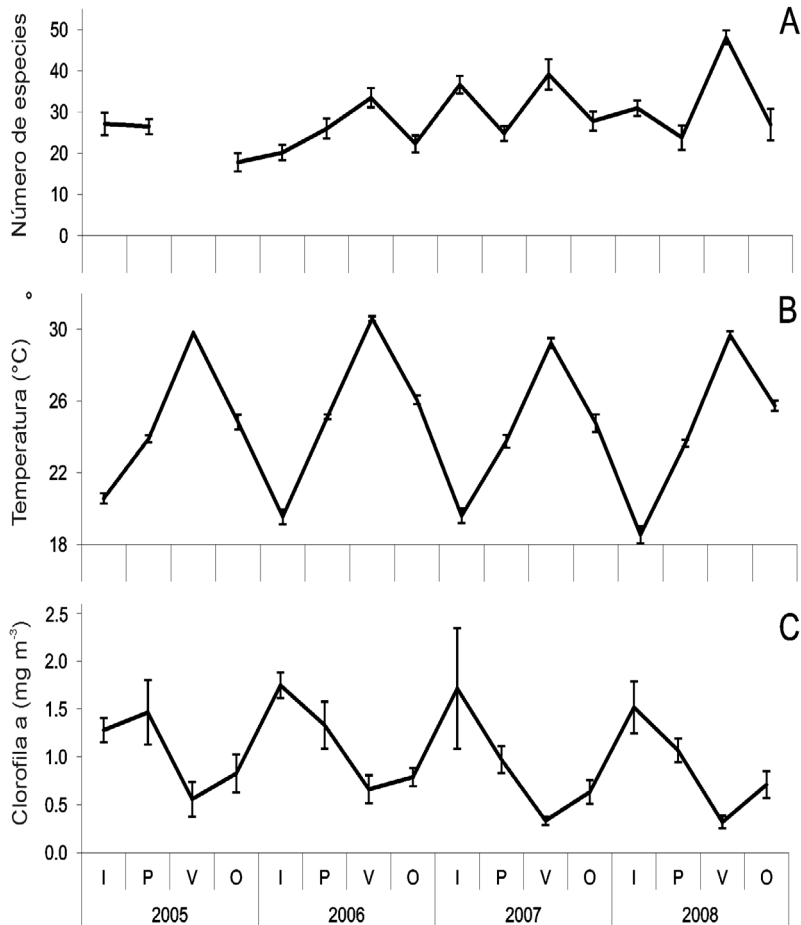 A
Número de especies
50
40
30
20
10
0
B
Temperatura (°C)
°
30
26
22
18
C
Clorofila a (mg m-3)
2.5
2.0
1.5
1.0
0.5
0.0
I P V O I P V O I P V O I P V O
2005 2006 2007 2008